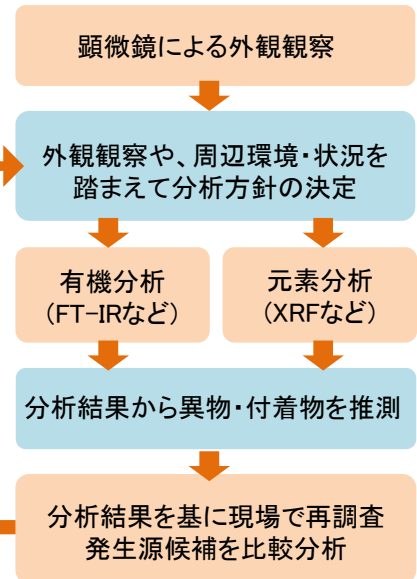 顕微鏡による外観観察
外観観察や、周辺環境・状況を
踏まえて分析方針の決定
有機分析
(FT-IRなど)
元素分析
(XRFなど)
分析結果から異物・付着物を推測
分析結果を基に現場で再調査
発生源候補を比較分析